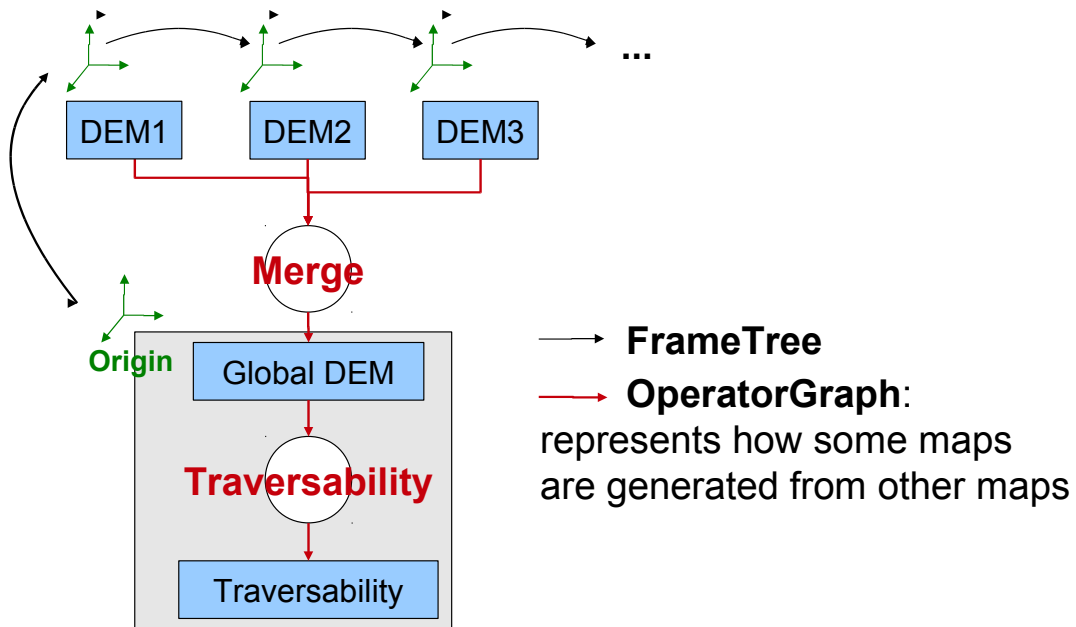 ...
DEM1
DEM2
DEM3
Merge
Origin
Global DEM
Traversability
Traversability
FrameTree
OperatorGraph:
represents how some maps
are generated from other maps